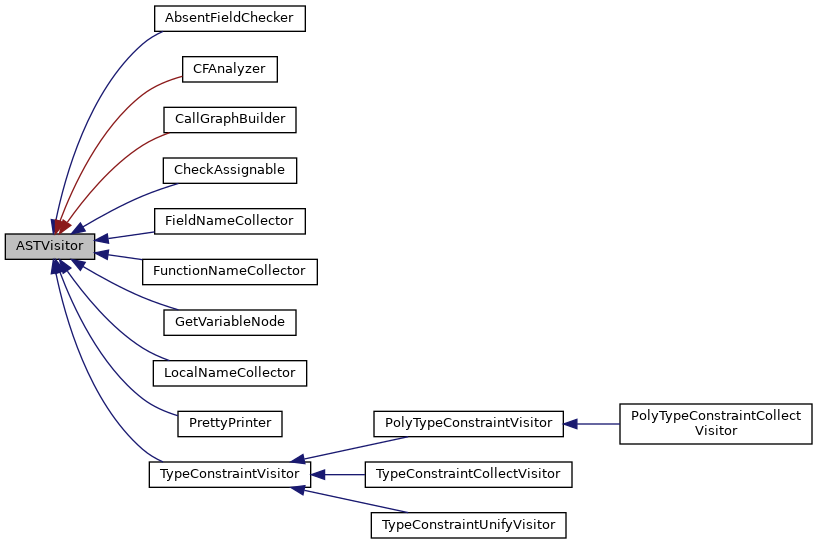 AbsentFieldChecker
CFAnalyzer
CallGraphBuilder
CheckAssignable
FieldNameCollector
ASTVisitor
FunctionNameCollector
GetVariableNode
LocalNameCollector
PrettyPrinter
PolyTypeConstraintVisitor
PolyTypeConstraintCollect
Visitor
TypeConstraintVisitor
TypeConstraintCollectVisitor
TypeConstraintUnifyVisitor